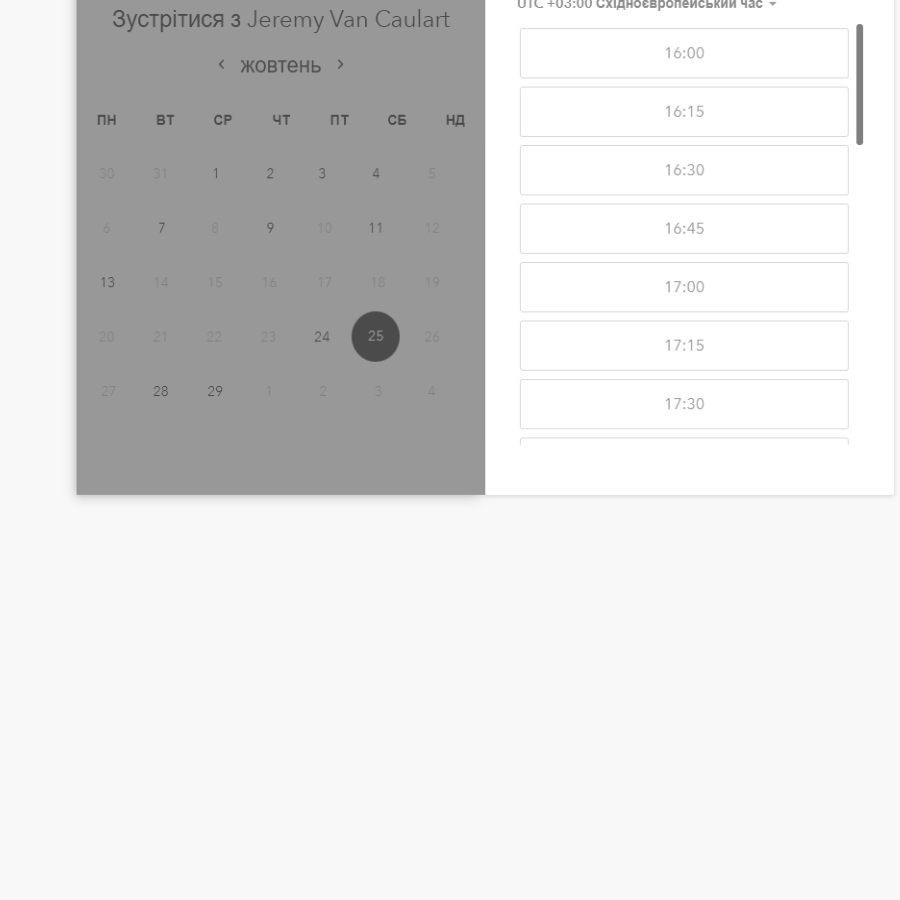 Зустрітися з Jeremy Van Caulart
‹ жовтень ›
ПН ВТ СР ЧТ ПТ СБ НД
30 31 1 2 3 4 5
6 7 8 9 10 11 12
13 14 15 16 17 18 19
20 21 22 23 24 25 26
27 28 29 1 2 3 4
UTC +03:00 Східноєвропейський час
16:00
16:15
16:30
16:45
17:00
17:15
17:30